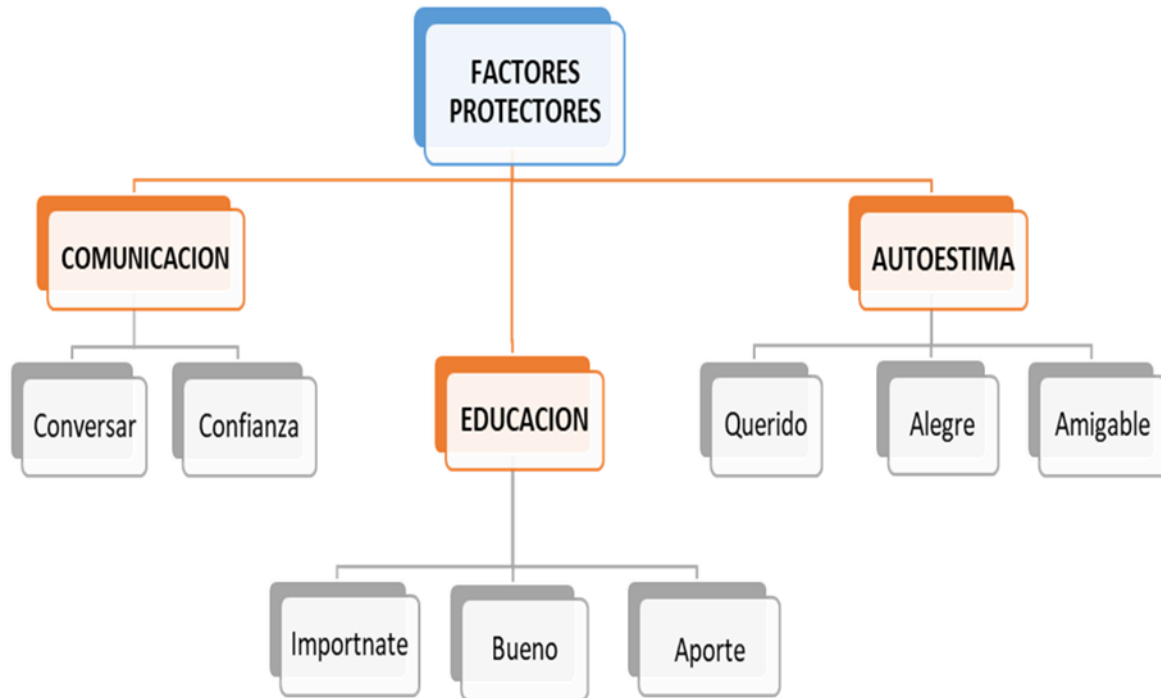 FACTORES
PROTECTORES
COMUNICACION
AUTOESTIMA
Conversar
Confianza
EDUCACION
Querido
Alegre
Amigable
Importnate
Bueno
Aporte